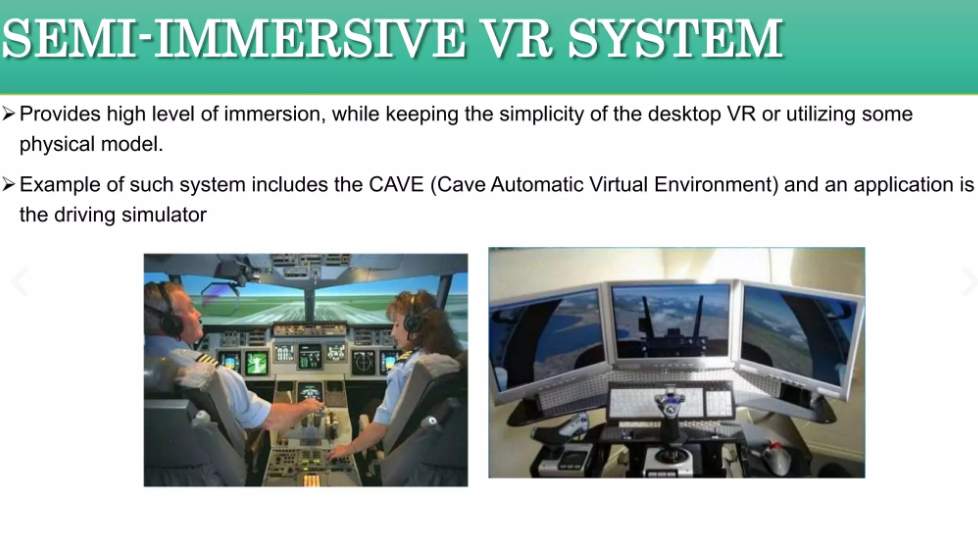 SEMI-IMMERSIVE VR SYSTEM
➢ Provides high level of immersion, while keeping the simplicity of the desktop VR or utilizing some
physical model.
➢ Example of such system includes the CAVE (Cave Automatic Virtual Environment) and an application is
the driving simulator